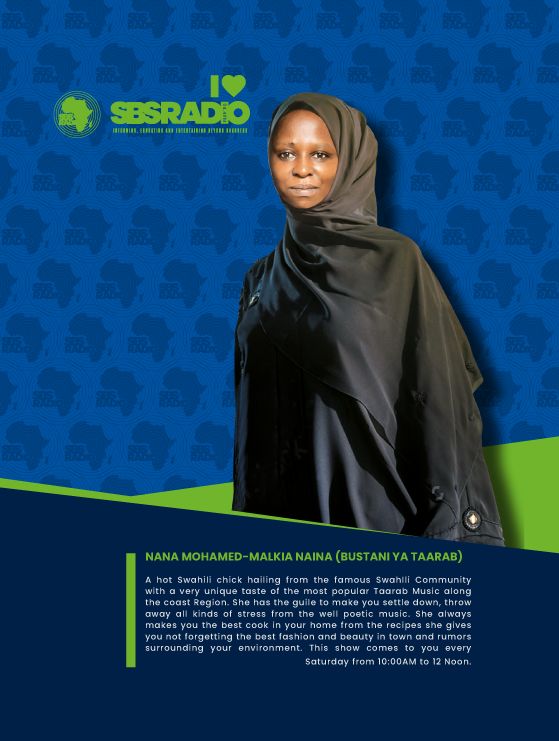 I
SBSRADIO
INFORMING, EDUCATING AND ENTERTAINING BEYOND BOUNDRIES
NANA MOHAMED-MALKIA NAINA (BUSTANI YA TAARAB)
A hot Swahili chick hailing from the famous Swahili Community
with a very unique taste of the most popular Taarab Music along
the coast Region. She has the guile to make you settle down, throw
away all kinds of stress from the well poetic music. She always
makes you the best cook in your home from the recipes she gives
you not forgetting the best fashion and beauty in town and rumors
surrounding your environment. This show comes to you every
Saturday from 10:00AM to 12 Noon.